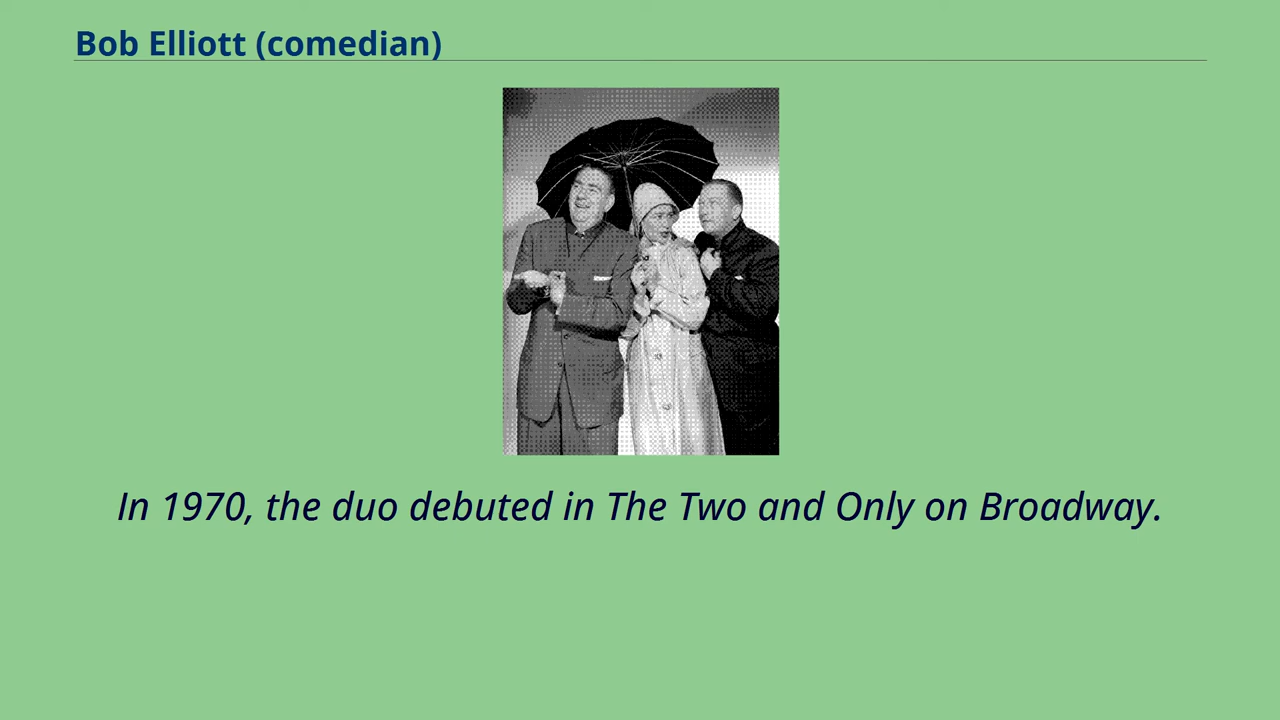 Bob Elliott (comedian)
In 1970, the duo debuted in The Two and Only on Broadway.